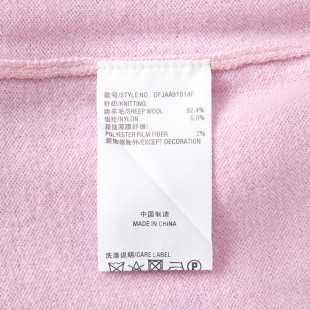 款号/STYLE NO. DFJAA9101AF
针织/KNITTING:
绵羊毛/SHEEP WOOL 92.4%
锦纶/NYLON 5.6%
聚酯薄膜纤维/
POLYESTER FILM FIBER 2%
装饰物除外/EXCEPT DECORATION
中国制造
MADE IN CHINA
洗涤说明/CARE LABEL